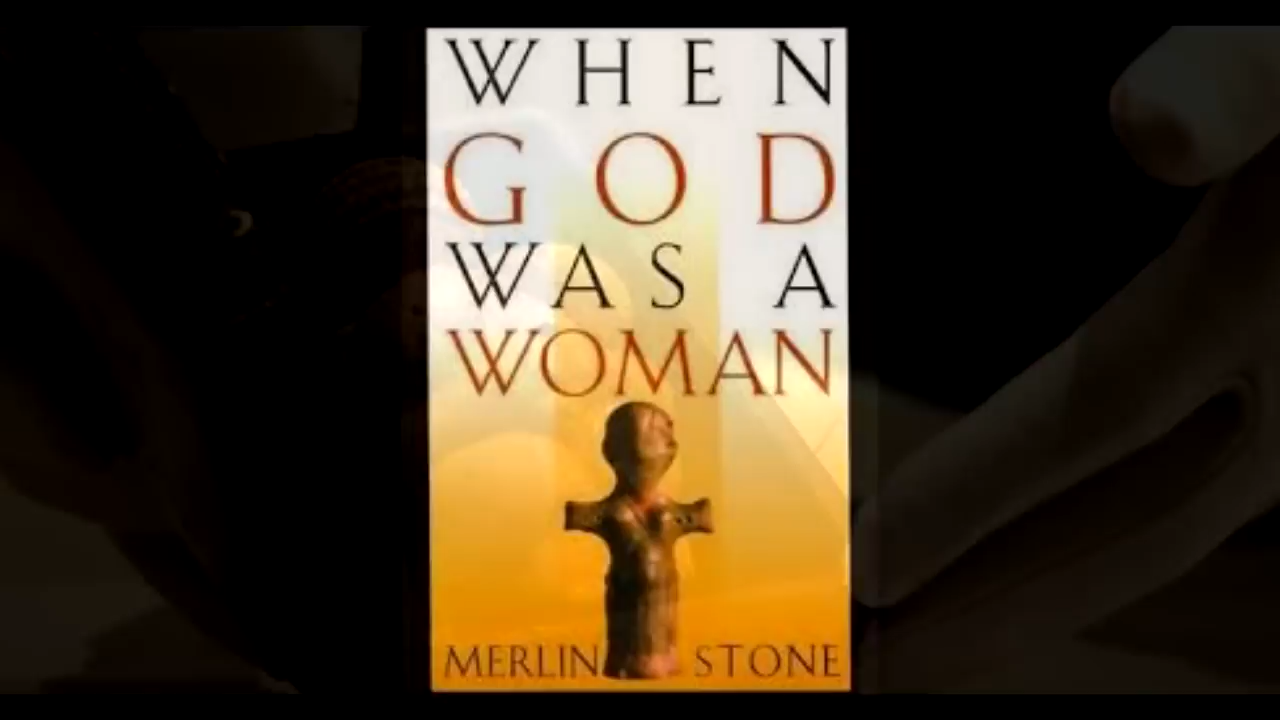 WHEN
GOD
WAS A
WOMAN
MERLIN STONE